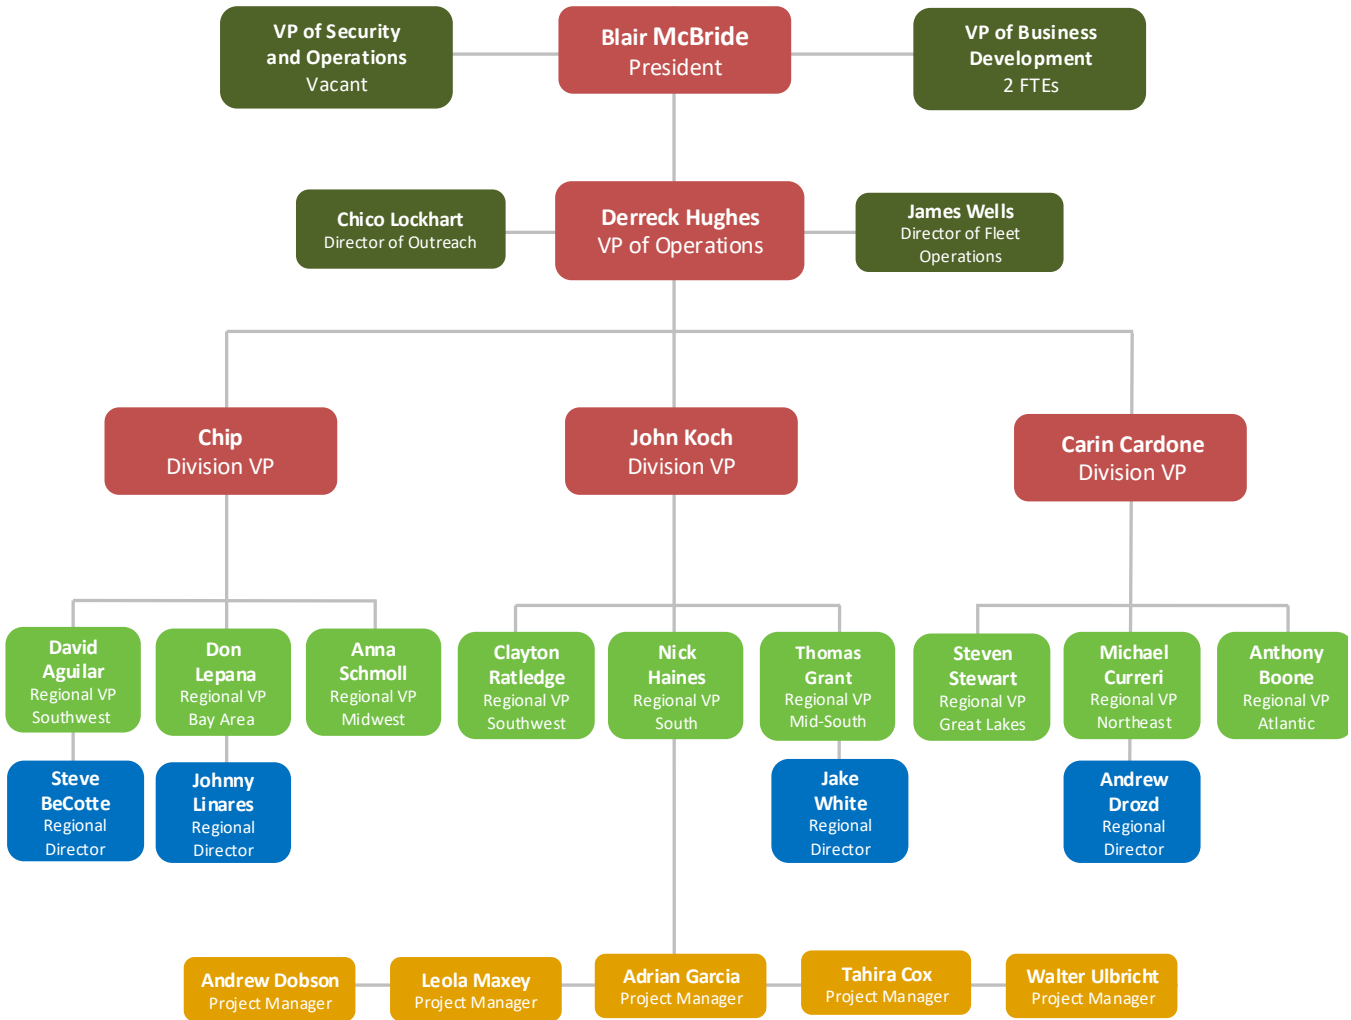 VP of Security
and Operations
Vacant
Blair McBride
President
VP of Business
Development
2 FTEs
Chico Lockhart
Director of Outreach
Derreck Hughes
VP of Operations
James Wells
Director of Fleet
Operations
Chip
Division VP
John Koch
Division VP
Carin Cardone
Division VP
David
Aguilar
Regional VP
Southwest
Don
Lepana
Regional VP
Bay Area
Anna
Schmoll
Regional VP
Midwest
Clayton
Ratledge
Regional VP
Southwest
Nick
Haines
Regional VP
South
Thomas
Grant
Regional VP
Mid-South
Steven
Stewart
Regional VP
Great Lakes
Michael
Curreri
Regional VP
Northeast
Anthony
Boone
Regional VP
Atlantic
Steve
BeCotte
Regional
Director
Johnny
Linares
Regional
Director
Jake
White
Regional
Director
Andrew
Drozd
Regional
Director
Andrew Dobson
Project Manager
Leola Maxey
Project Manager
Adrian Garcia
Project Manager
Tahira Cox
Project Manager
Walter Ulbricht
Project Manager